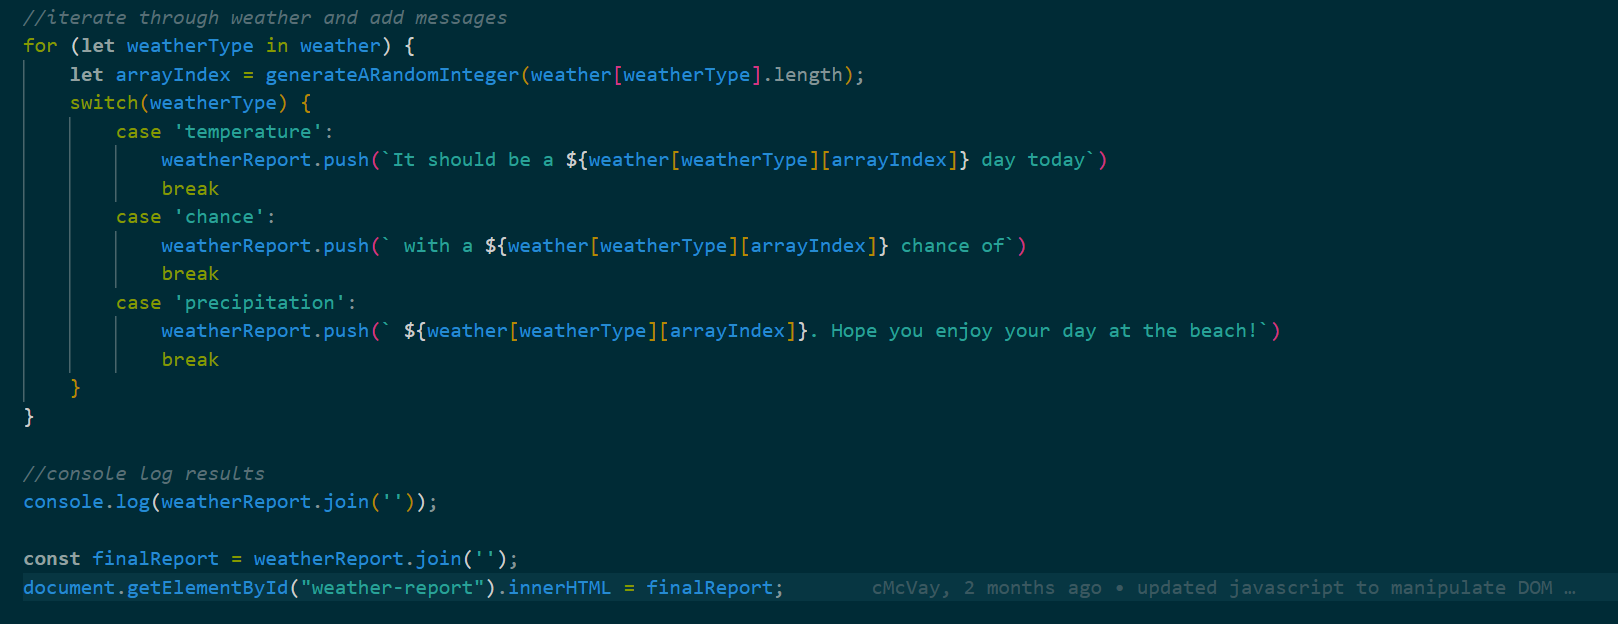 //iterate through weather and add messages
for (let weatherType in weather) {
    let arrayIndex = generateARandomInteger(weather[weatherType].length);
    switch(weatherType) {
        case 'temperature':
            weatherReport.push(`It should be a ${weather[weatherType][arrayIndex]} day today`)
            break
        case 'chance':
            weatherReport.push(` with a ${weather[weatherType][arrayIndex]} chance of`)
            break
        case 'precipitation':
            weatherReport.push(` ${weather[weatherType][arrayIndex]}. Hope you enjoy your day at the beach!`)
            break
    }
}

//console log results
console.log(weatherReport.join(''));

const finalReport = weatherReport.join('');
document.getElementById("weather-report").innerHTML = finalReport; cMcVay, 2 months ago • updated javascript to manipulate DOM …